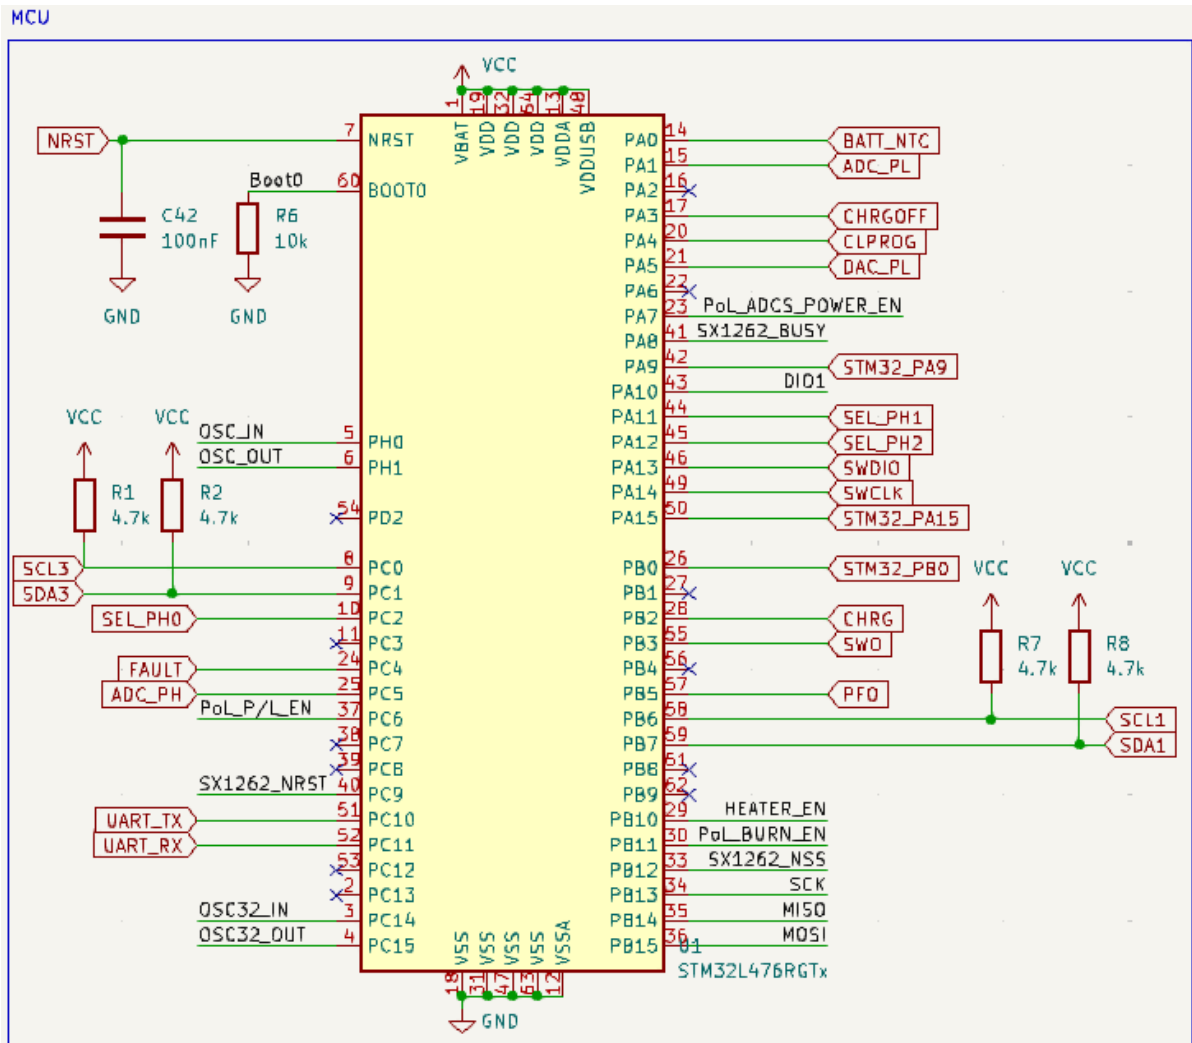 MCU
VCC
1 19 32 64 13 48
VBAT VDD VDD VDD VDDA VDDUSB
NRST 7 NRST
Boot0 60 BOOT0
C42 100nF
R6 10k
GND
GND
VCC
VCC
R1 4.7k
R2 4.7k
OSC_IN 5 PH0
OSC_OUT 6 PH1
54 PD2
SCL3 8 PC0
SDA3 9 PC1
SEL_PH0 10 PC2
11 PC3
FAULT 24 PC4
ADC_PH 25 PC5
PoL_P/L_EN 37 PC6
38 PC7
39 PC8
SX1262_NRST 40 PC9
UART_TX 51 PC10
UART_RX 52 PC11
53 PC12
2 PC13
OSC32_IN 3 PC14
OSC32_OUT 4 PC15
PA0 14 BATT_NTC
PA1 15 ADC_PL
PA2 16
PA3 17 CHRGOFF
PA4 20 CLPROG
PA5 21 DAC_PL
PA6 22
PA7 23 PoL_ADCS_POWER_EN
PA8 41 SX1262_BUSY
PA9 42 STM32_PA9
PA10 43 DIO1
PA11 44 SEL_PH1
PA12 45 SEL_PH2
PA13 46 SWDIO
PA14 49 SWCLK
PA15 50 STM32_PA15
PB0 26 STM32_PB0
PB1 27
PB2 28 CHRG
PB3 55 SWO
PB4 56
PB5 57 PFO
PB6 58 SCL1
PB7 59 SDA1
PB8 61
PB9 62
PB10 29 HEATER_EN
PB11 30 PoL_BURN_EN
PB12 33 SX1262_NSS
PB13 34 SCK
PB14 35 MISO
PB15 36 MOSI
VCC
VCC
R7 4.7k
R8 4.7k
U1
STM32L476RGTx
VSS VSS VSS VSS VSSA
18 31 47 63 12
GND